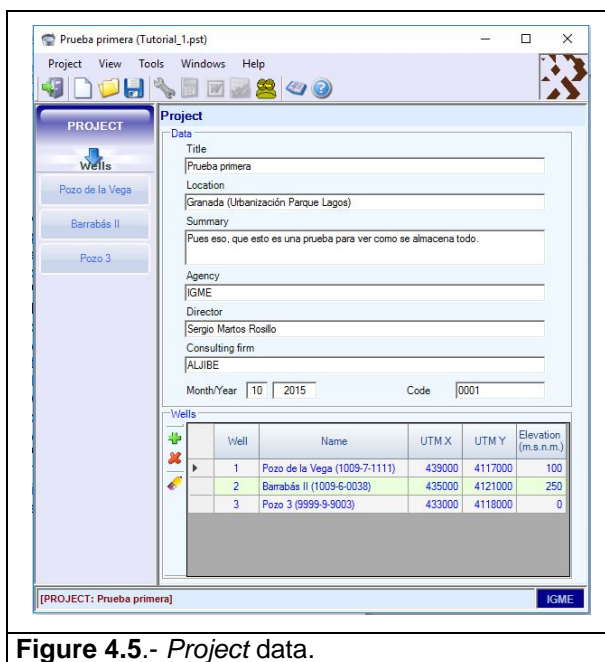 Prueba primera (Tutorial_1.pst)
Project View Tools Windows Help
PROJECT
Wells
Pozo de la Vega
Barrabás II
Pozo 3
Project
Data
Title
Prueba primera
Location
Granada (Urbanización Parque Lagos)
Summary
Pues eso, que esto es una prueba para ver como se almacena todo.
Agency
IGME
Director
Sergio Martos Rosillo
Consulting firm
ALJIBE
Month/Year 10 2015 Code 0001
Wells
Well Name UTM X UTM Y Elevation (m.s.n.m.)
1 Pozo de la Vega (1009-7-1111) 439000 4117000 100
2 Barrabás II (1009-6-0038) 435000 4121000 250
3 Pozo 3 (9999-9-9003) 433000 4118000 0
[PROJECT: Prueba primera] IGME
Figure 4.5.- Project data.